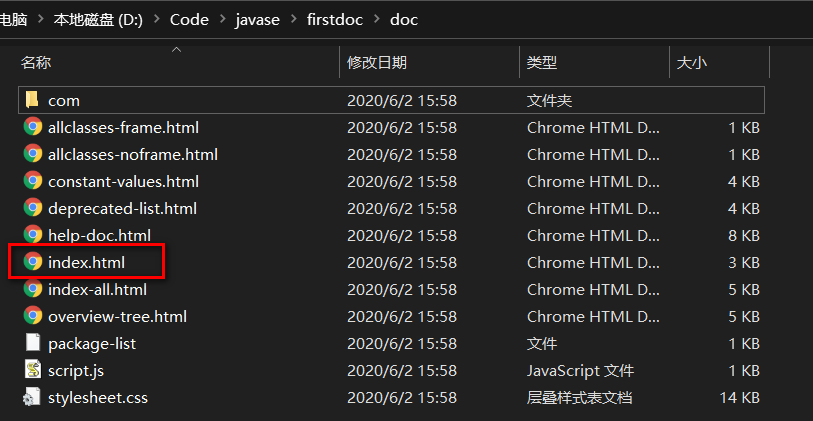 电脑 › 本地磁盘 (D:) › Code › javase › firstdoc › doc
名称 修改日期 类型 大小
com 2020/6/2 15:58 文件夹
allclasses-frame.html 2020/6/2 15:58 Chrome HTML D... 1 KB
allclasses-noframe.html 2020/6/2 15:58 Chrome HTML D... 1 KB
constant-values.html 2020/6/2 15:58 Chrome HTML D... 4 KB
deprecated-list.html 2020/6/2 15:58 Chrome HTML D... 4 KB
help-doc.html 2020/6/2 15:58 Chrome HTML D... 8 KB
index.html 2020/6/2 15:58 Chrome HTML D... 3 KB
index-all.html 2020/6/2 15:58 Chrome HTML D... 5 KB
overview-tree.html 2020/6/2 15:58 Chrome HTML D... 5 KB
package-list 2020/6/2 15:58 文件 1 KB
script.js 2020/6/2 15:58 JavaScript 文件 1 KB
stylesheet.css 2020/6/2 15:58 层叠样式表文档 14 KB